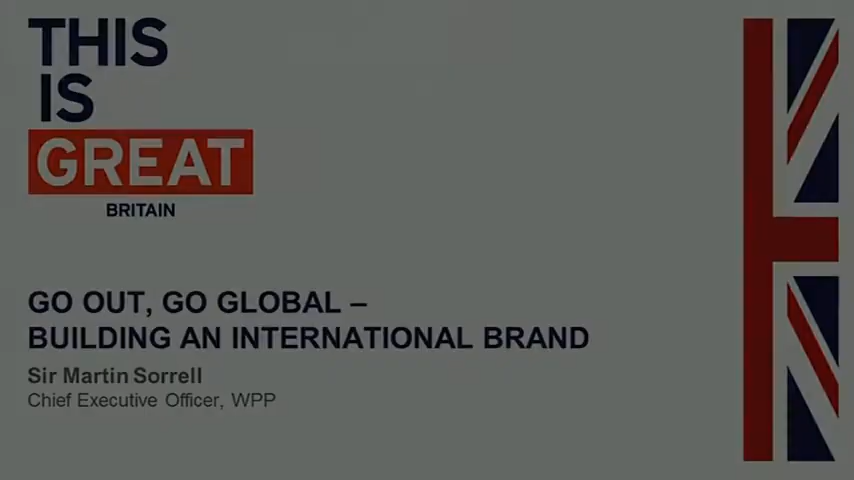 THIS
IS
GREAT
BRITAIN
GO OUT, GO GLOBAL –
BUILDING AN INTERNATIONAL BRAND
Sir Martin Sorrell
Chief Executive Officer, WPP